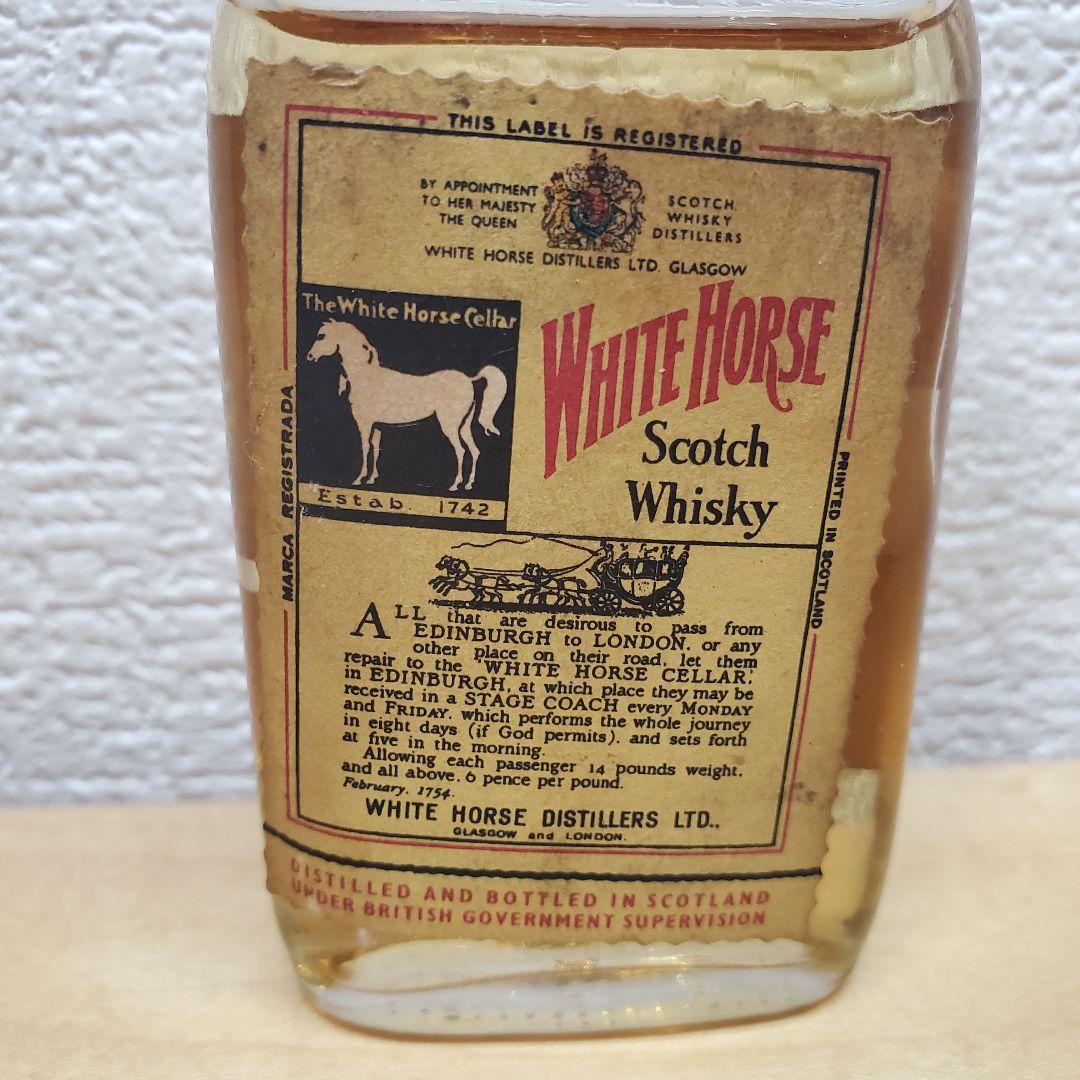 THIS LABEL IS REGISTERED
BY APPOINTMENT
TO HER MAJESTY
THE QUEEN
SCOTCH
WHISKY
DISTILLERS
WHITE HORSE DISTILLERS LTD. GLASGOW
The White Horse Cellar
Estab. 1742
WHITE HORSE
Scotch
Whisky
MARCA REGISTRADA
PRINTED IN SCOTLAND
ALL that are desirous to pass from
EDINBURGH to LONDON, or any
other place on their road, let them
repair to the "WHITE HORSE CELLAR,"
in EDINBURGH, at which place they may be
received in a STAGE COACH every MONDAY
and FRIDAY, which performs the whole journey
in eight days (if God permits), and sets forth
at five in the morning.
Allowing each passenger 14 pounds weight,
and all above, 6 pence per pound.
February, 1754.
WHITE HORSE DISTILLERS LTD.,
GLASGOW and LONDON.
DISTILLED AND BOTTLED IN SCOTLAND
UNDER BRITISH GOVERNMENT SUPERVISION